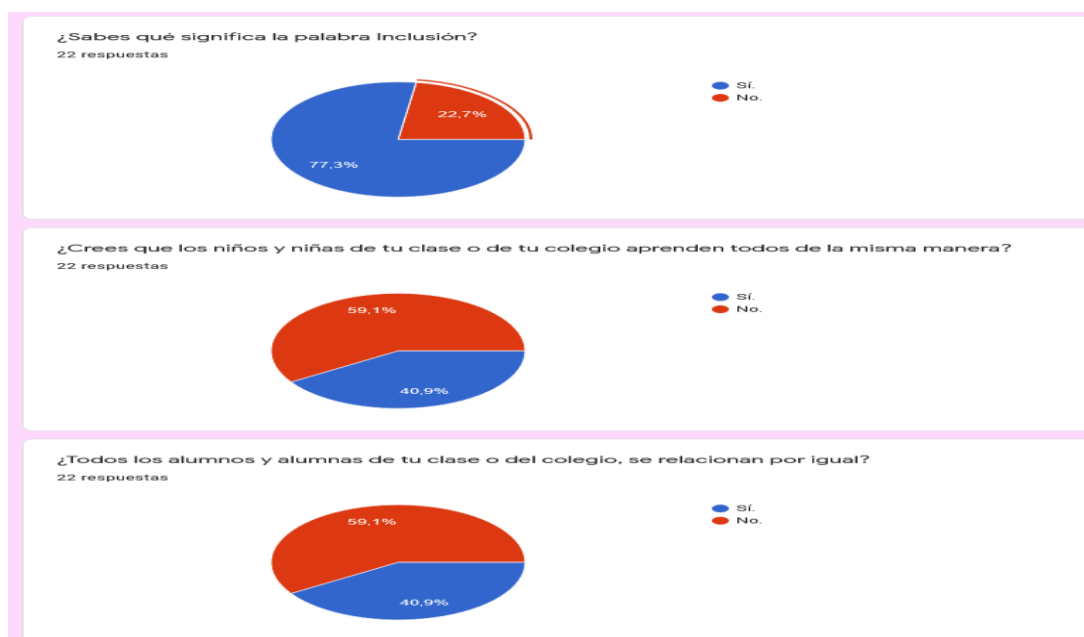 ¿Sabes qué significa la palabra Inclusión?
22 respuestas
Sí.
No.
22,7%
77,3%
¿Crees que los niños y niñas de tu clase o de tu colegio aprenden todos de la misma manera?
22 respuestas
Sí.
No.
59,1%
40,9%
¿Todos los alumnos y alumnas de tu clase o del colegio, se relacionan por igual?
22 respuestas
Sí.
No.
59,1%
40,9%